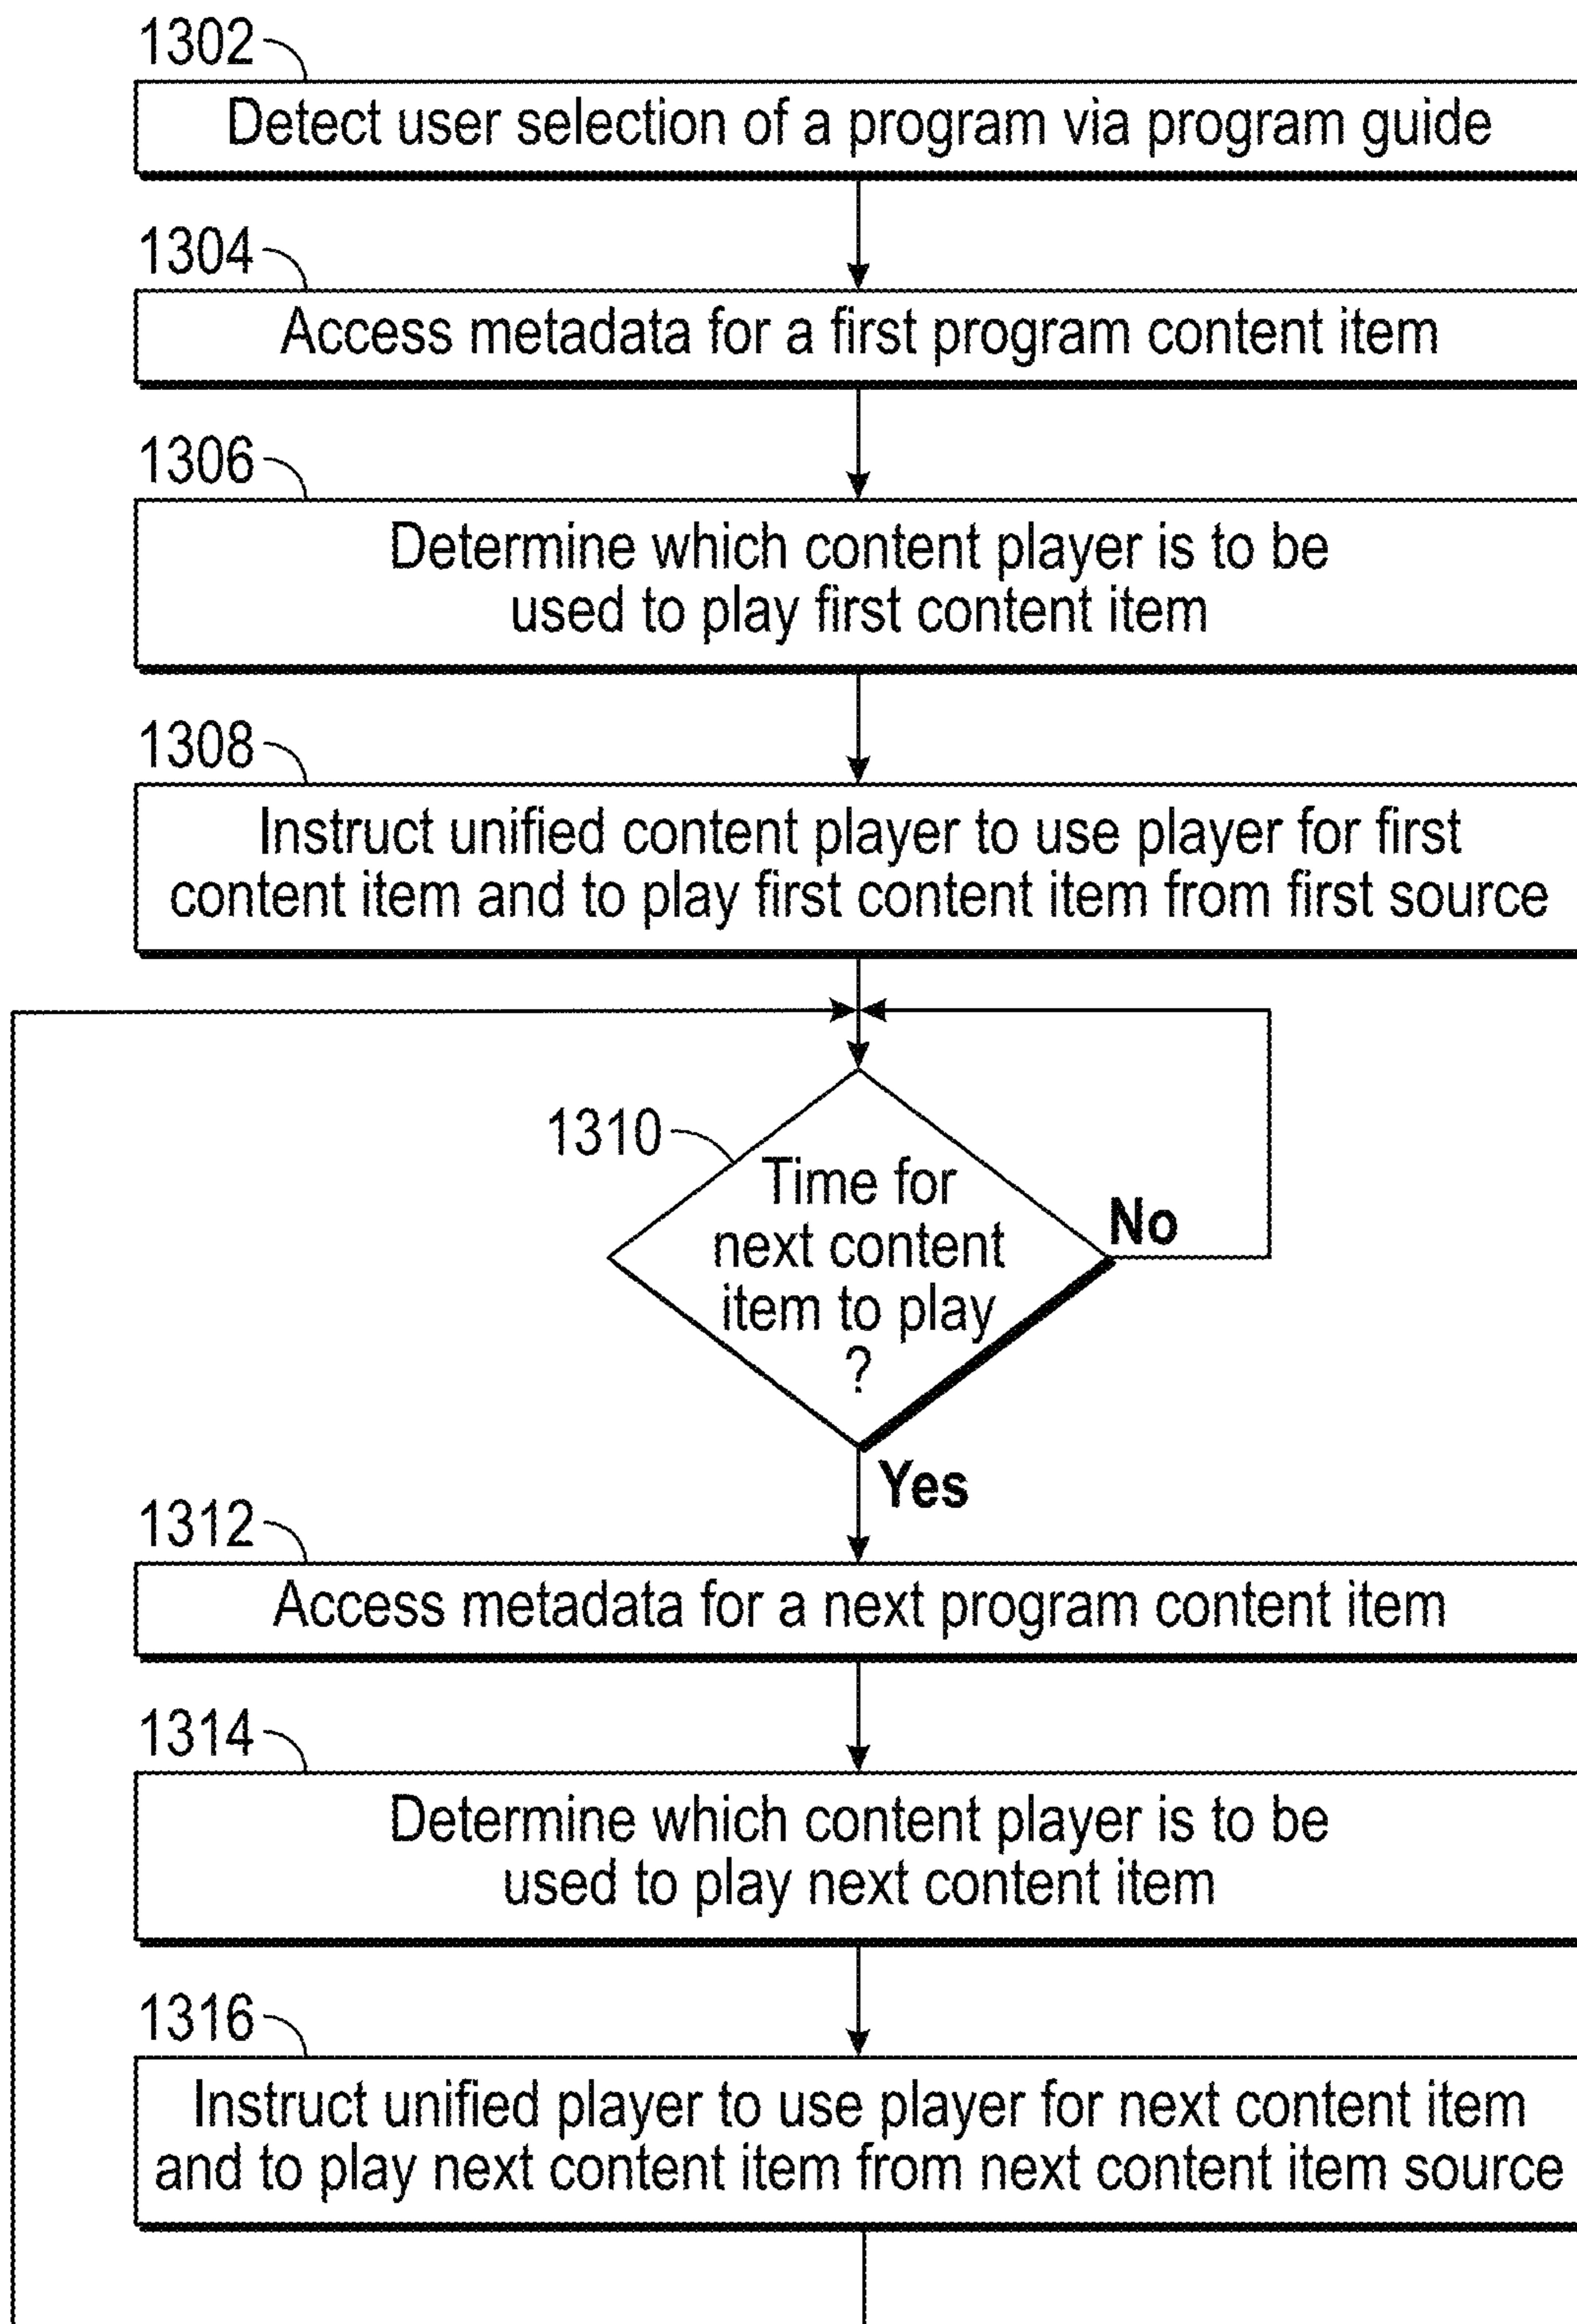 1302
Detect user selection of a program via program guide
1304
Access metadata for a first program content item
1306
Determine which content player is to be
used to play first content item
1308
Instruct unified content player to use player for first
content item and to play first content item from first source
1310
Time for
next content
item to play
?
No
Yes
1312
Access metadata for a next program content item
1314
Determine which content player is to be
used to play next content item
1316
Instruct unified player to use player for next content item
and to play next content item from next content item source